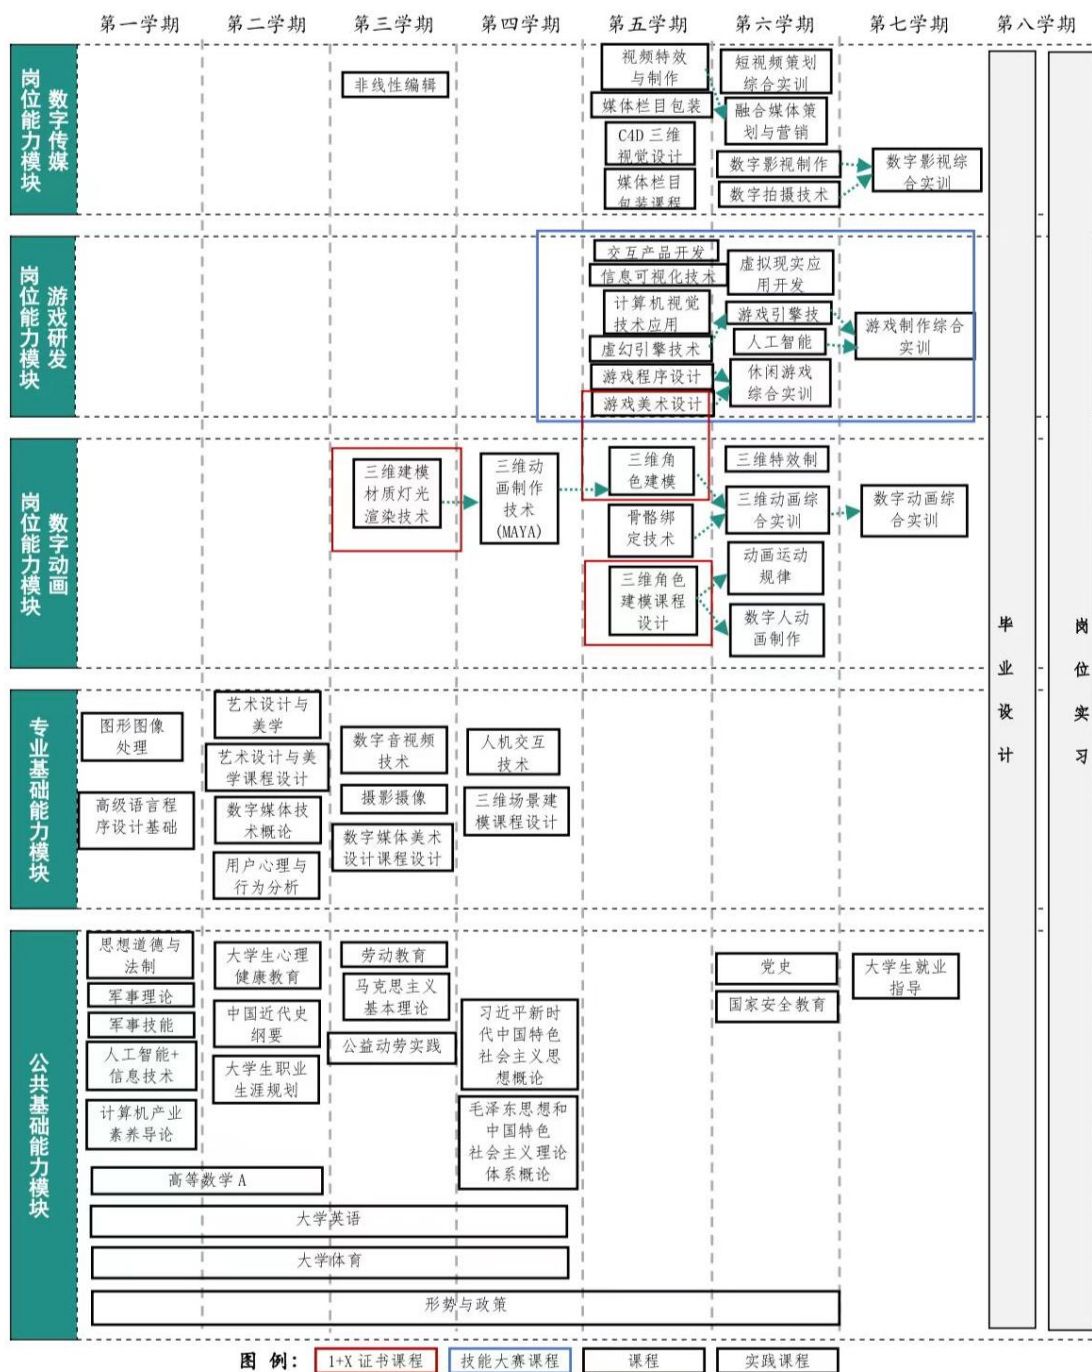 第一学期
第二学期
第三学期
第四学期
第五学期
第六学期
第七学期
第八学期
数字传媒
岗位能力模块
非线性编辑
视频特效
与制作
媒体栏目包装
C4D 三维
视觉设计
媒体栏目
包装课程
短视频策划
综合实训
融合媒体策
划与营销
数字影视制作
数字拍摄技术
数字影视综
合实训
游戏研发
岗位能力模块
交互产品开发
信息可视化技术
计算机视觉
技术应用
虚幻引擎技术
游戏程序设计
游戏美术设计
虚拟现实应
用开发
游戏引擎技
人工智能
休闲游戏
综合实训
游戏制作综合
实训
数字动画
岗位能力模块
三维建模
材质灯光
渲染技术
三维动
画制作
技术
(MAYA)
三维角
色建模
骨骼绑
定技术
三维角色
建模课程
设计
三维特效制
三维动画综
合实训
动画运动
规律
数字人动
画制作
数字动画综
合实训
专业基础能力模块
图形图像
处理
高级语言程
序设计基础
艺术设计与
美学
艺术设计与美
学课程设计
数字媒体技
术概论
用户心理与
行为分析
数字音视频
技术
摄影摄像
数字媒体美术
设计课程设计
人机交互
技术
三维场景建
模课程设计
公共基础能力模块
思想道德与
法制
军事理论
军事技能
人工智能+
信息技术
计算机产业
素养导论
大学生心理
健康教育
中国近代史
纲要
大学生职业
生涯规划
劳动教育
马克思主义
基本理论
公益动劳实践
习近平新时
代中国特色
社会主义思
想概论
毛泽东思想和
中国特色
社会主义理论
体系概论
党史
国家安全教育
大学生就业
指导
高等数学 A
大学英语
大学体育
形势与政策
毕业设计
岗位实习
图 例：
1+X 证书课程
技能大赛课程
课程
实践课程